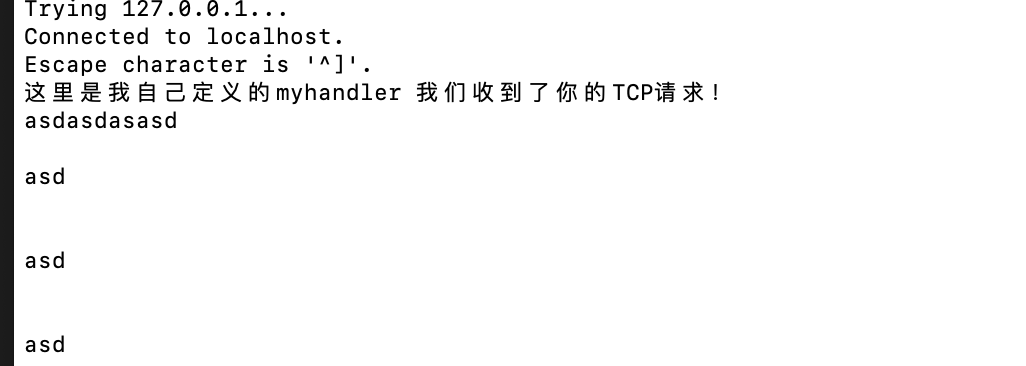 Trying 127.0.0.1...
Connected to localhost.
Escape character is '^]'.
这里是我自己定义的myhandler 我们收到了你的TCP请求！
asdasdasasd
asd
asd
asd